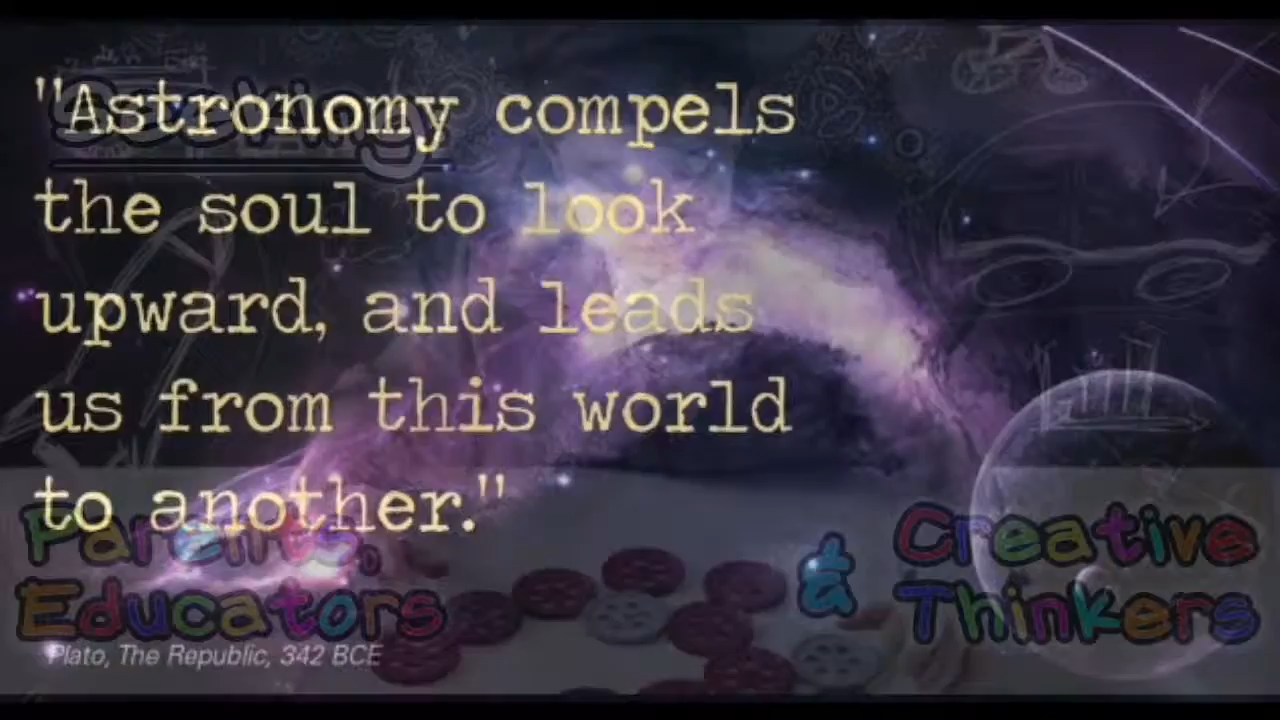 Seeking
"Astronomy compels
the soul to look
upward, and leads
us from this world
to another."
Parents,
Educators
&
Creative
Thinkers
Plato, The Republic, 342 BCE